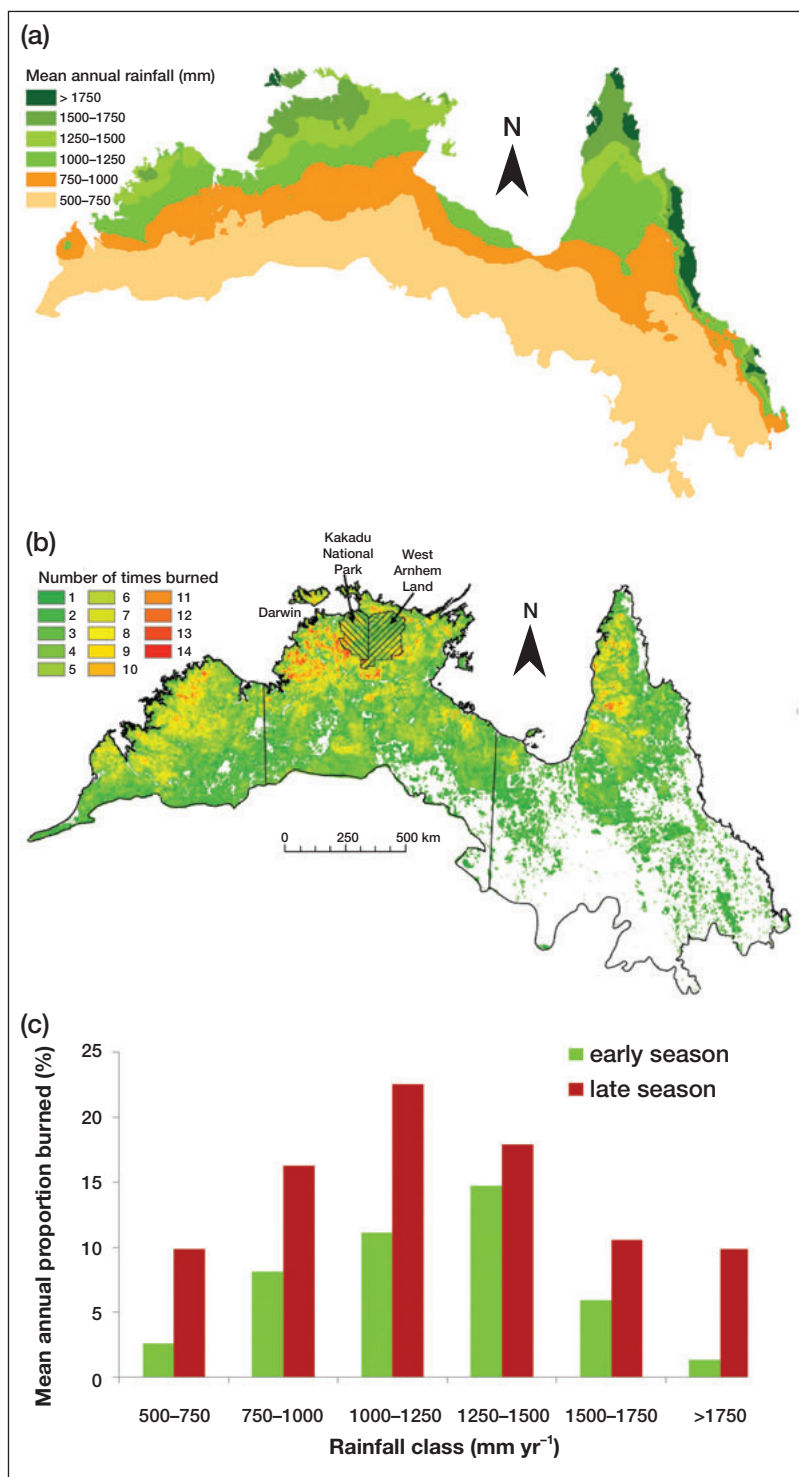 (a)
Mean annual rainfall (mm)
> 1750
1500–1750
1250–1500
1000–1250
750–1000
500–750
N
(b)
Number of times burned
1 6 11
2 7 12
3 8 13
4 9 14
5 10
Darwin
Kakadu
National
Park
West
Arnhem
Land
N
0 250 500 km
(c)
Mean annual proportion burned (%)
25
20
15
10
5
0
early season
late season
500–750 750–1000 1000–1250 1250–1500 1500–1750 >1750
Rainfall class (mm yr⁻¹)